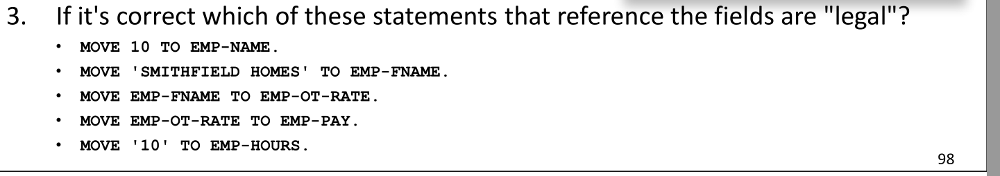 3. If it's correct which of these statements that reference the fields are "legal"?
• MOVE 10 TO EMP-NAME.
• MOVE 'SMITHFIELD HOMES' TO EMP-FNAME.
• MOVE EMP-FNAME TO EMP-OT-RATE.
• MOVE EMP-OT-RATE TO EMP-PAY.
• MOVE '10' TO EMP-HOURS.
98